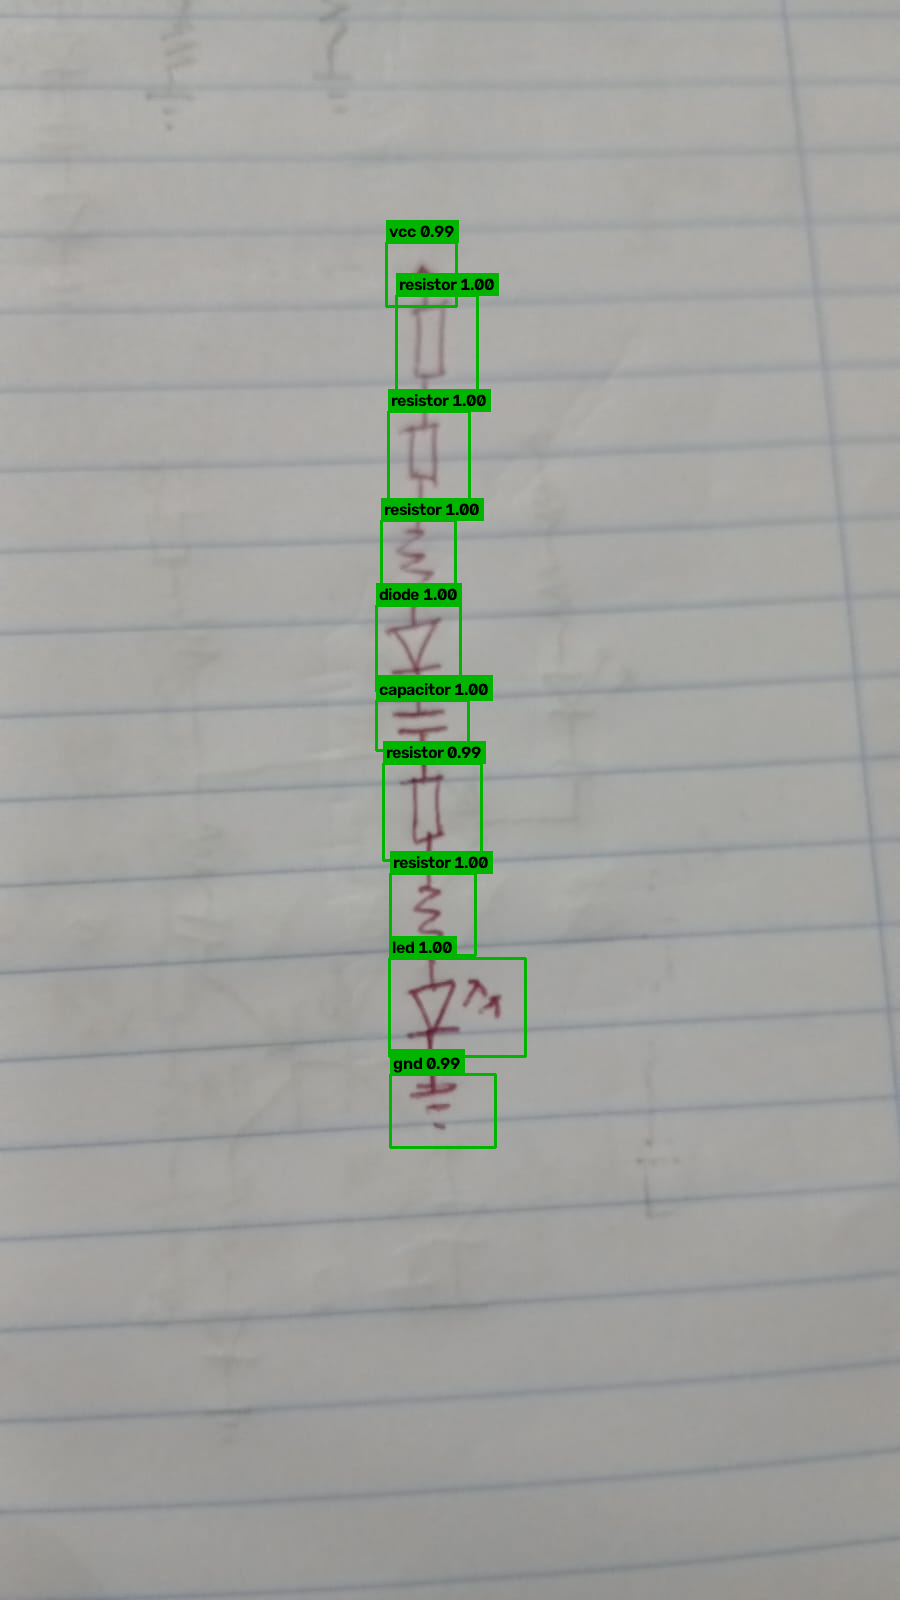 vcc 0.99
resistor 1.00
resistor 1.00
resistor 1.00
diode 1.00
capacitor 1.00
resistor 0.99
resistor 1.00
led 1.00
gnd 0.99